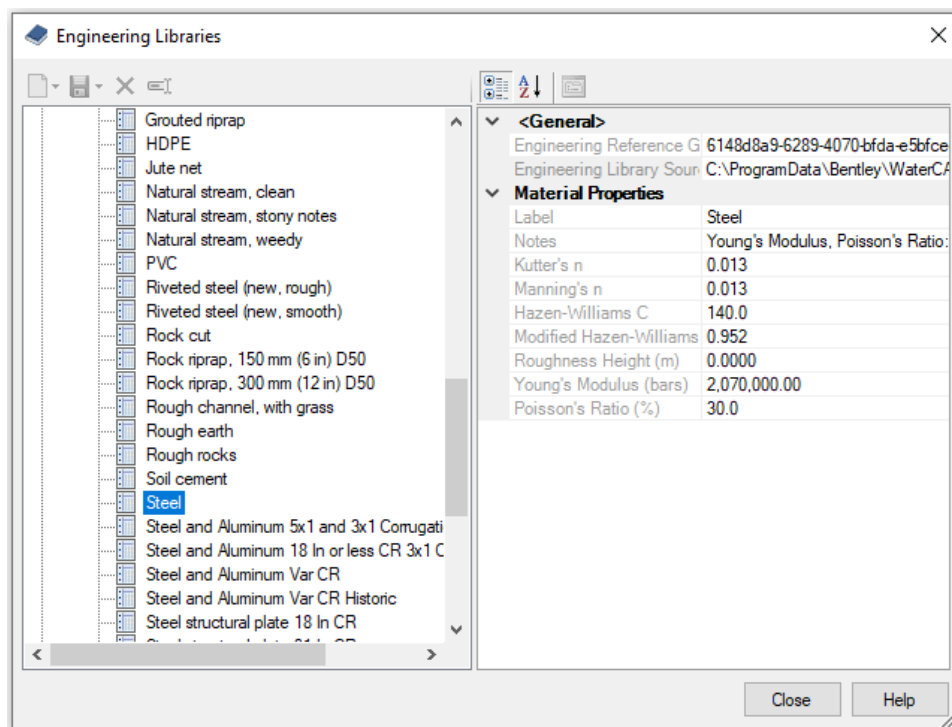 Engineering Libraries
Grouted riprap
HDPE
Jute net
Natural stream, clean
Natural stream, stony notes
Natural stream, weedy
PVC
Riveted steel (new, rough)
Riveted steel (new, smooth)
Rock cut
Rock riprap, 150 mm (6 in) D50
Rock riprap, 300 mm (12 in) D50
Rough channel, with grass
Rough earth
Rough rocks
Soil cement
Steel
Steel and Aluminum 5x1 and 3x1 Corrugati
Steel and Aluminum 18 In or less CR 3x1 C
Steel and Aluminum Var CR
Steel and Aluminum Var CR Historic
Steel structural plate 18 In CR
<General>
Engineering Reference G 6148d8a9-6289-4070-bfda-e5bfce
Engineering Library Sour C:\ProgramData\Bentley\WaterCA
Material Properties
Label Steel
Notes Young's Modulus, Poisson's Ratio:
Kutter's n 0.013
Manning's n 0.013
Hazen-Williams C 140.0
Modified Hazen-Williams 0.952
Roughness Height (m) 0.0000
Young's Modulus (bars) 2,070,000.00
Poisson's Ratio (%) 30.0
Close Help